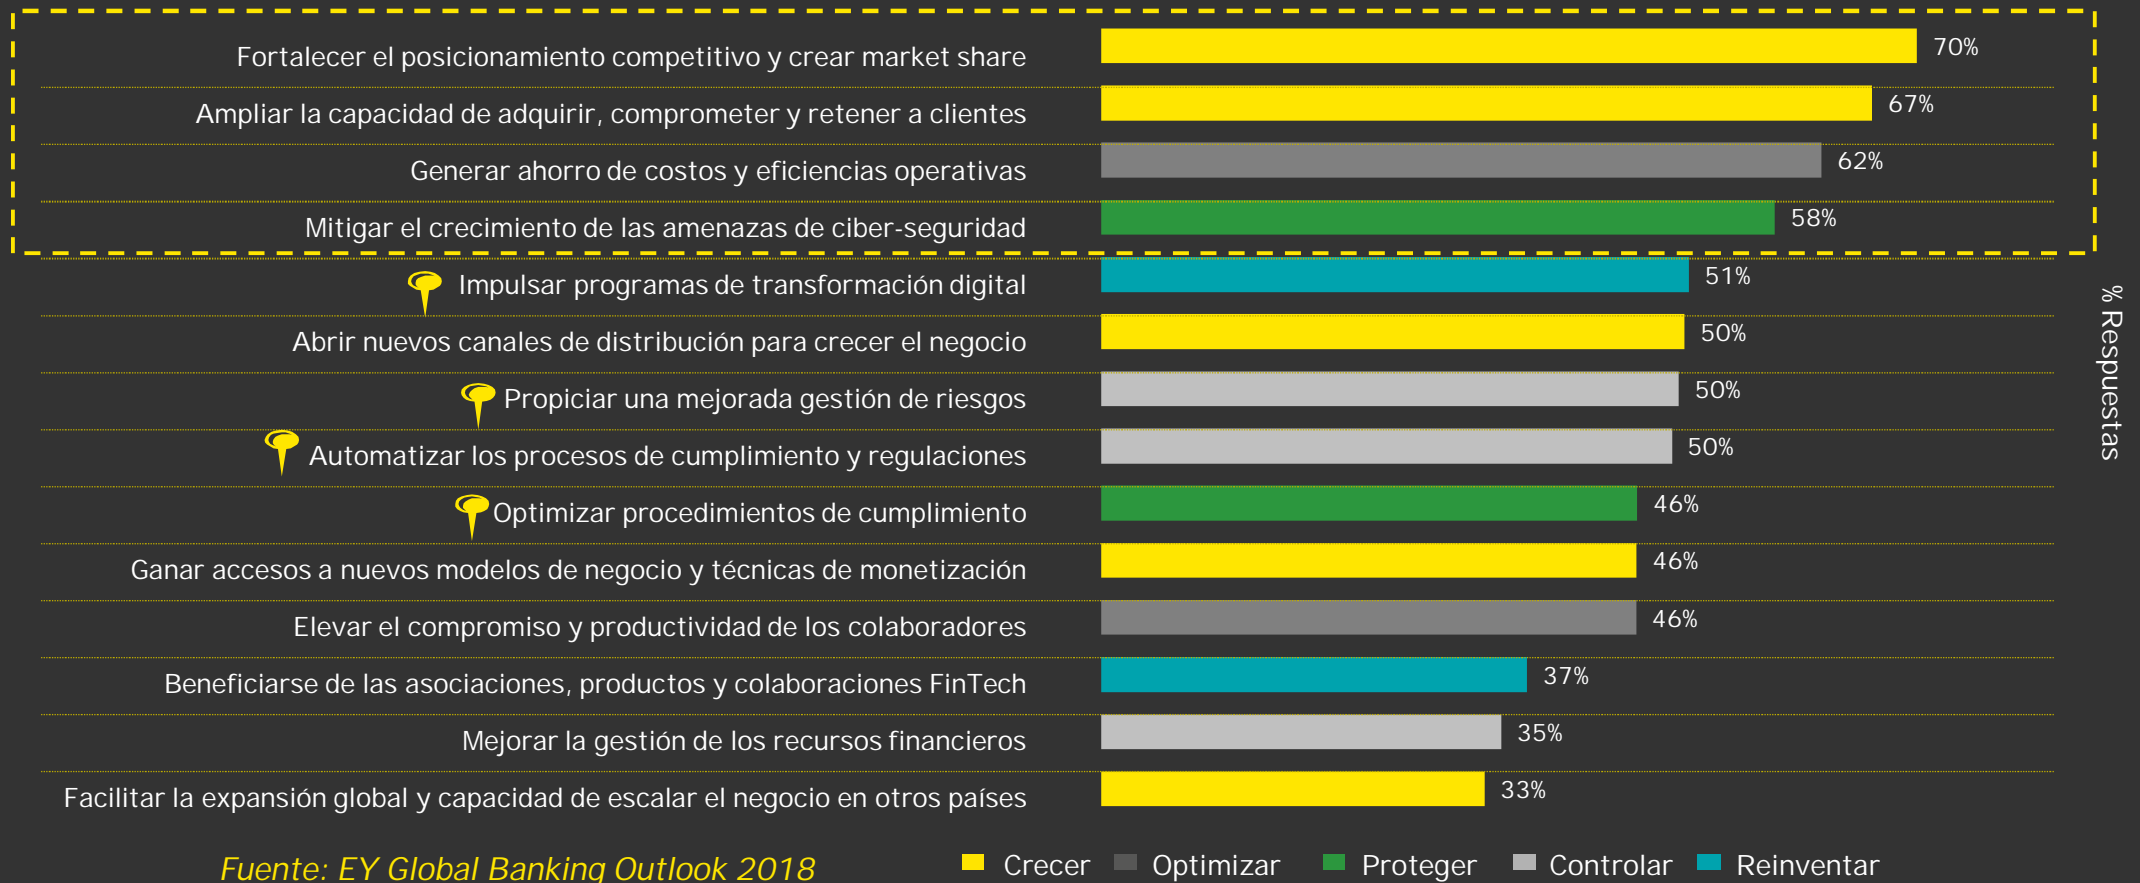 Fortalecer el posicionamiento competitivo y crear market share 70%
Ampliar la capacidad de adquirir, comprometer y retener a clientes 67%
Generar ahorro de costos y eficiencias operativas 62%
Mitigar el crecimiento de las amenazas de ciber-seguridad 58%
Impulsar programas de transformación digital 51%
Abrir nuevos canales de distribución para crecer el negocio 50%
Propiciar una mejorada gestión de riesgos 50%
Automatizar los procesos de cumplimiento y regulaciones 50%
Optimizar procedimientos de cumplimiento 46%
Ganar accesos a nuevos modelos de negocio y técnicas de monetización 46%
Elevar el compromiso y productividad de los colaboradores 46%
Beneficiarse de las asociaciones, productos y colaboraciones FinTech 37%
Mejorar la gestión de los recursos financieros 35%
Facilitar la expansión global y capacidad de escalar el negocio en otros países 33%
% Respuestas
Fuente: EY Global Banking Outlook 2018
Crecer Optimizar Proteger Controlar Reinventar